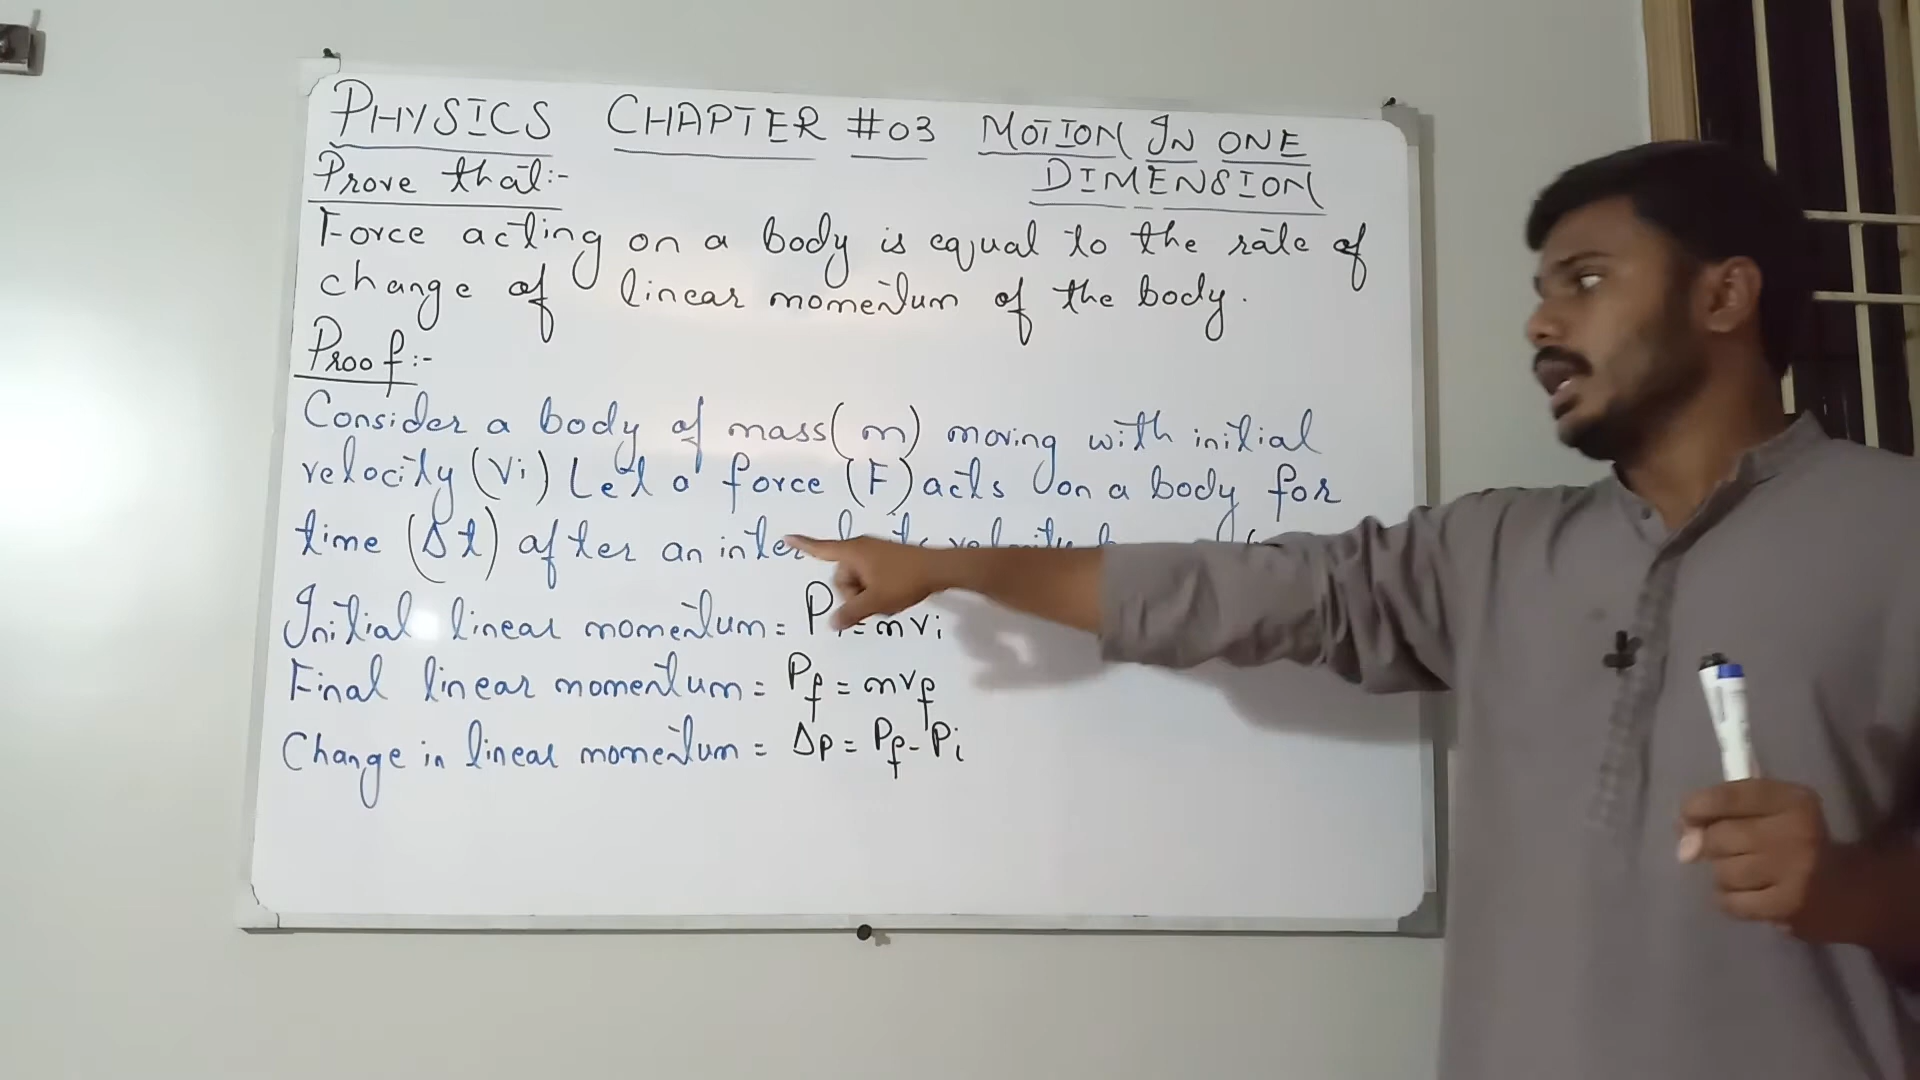 PHYSICS CHAPTER #03 MOTION IN ONE
DIMENSION
Prove that:-
Force acting on a body is equal to the rate of
change of linear momentum of the body.
Proof:-
Consider a body of mass (m) moving with initial
velocity (Vi) Let a force (F) acts on a body for
time (Δt) after an its velocity
Initial linear momentum = Pi = mvi
Final linear momentum = Pf = mvf
Change in linear momentum = Δp = Pf - Pi